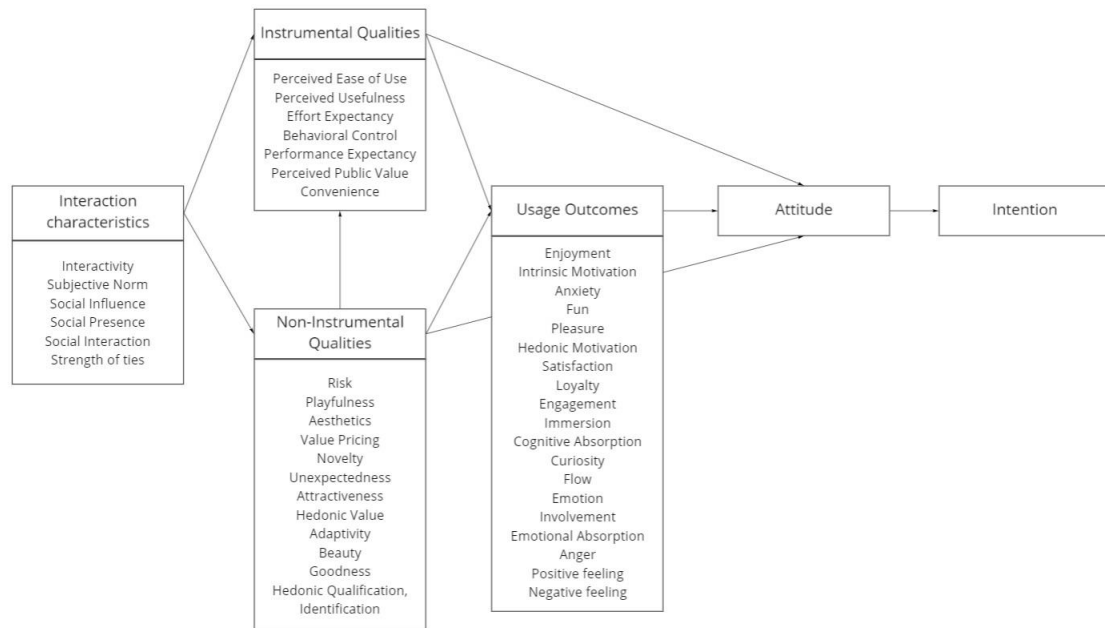 Interaction
characteristics
Interactivity
Subjective Norm
Social Influence
Social Presence
Social Interaction
Strength of ties
Instrumental Qualities
Perceived Ease of Use
Perceived Usefulness
Effort Expectancy
Behavioral Control
Performance Expectancy
Perceived Public Value
Convenience
Non-Instrumental
Qualities
Risk
Playfulness
Aesthetics
Value Pricing
Novelty
Unexpectedness
Attractiveness
Hedonic Value
Adaptivity
Beauty
Goodness
Hedonic Qualification,
Identification
Usage Outcomes
Enjoyment
Intrinsic Motivation
Anxiety
Fun
Pleasure
Hedonic Motivation
Satisfaction
Loyalty
Engagement
Immersion
Cognitive Absorption
Curiosity
Flow
Emotion
Involvement
Emotional Absorption
Anger
Positive feeling
Negative feeling
Attitude
Intention